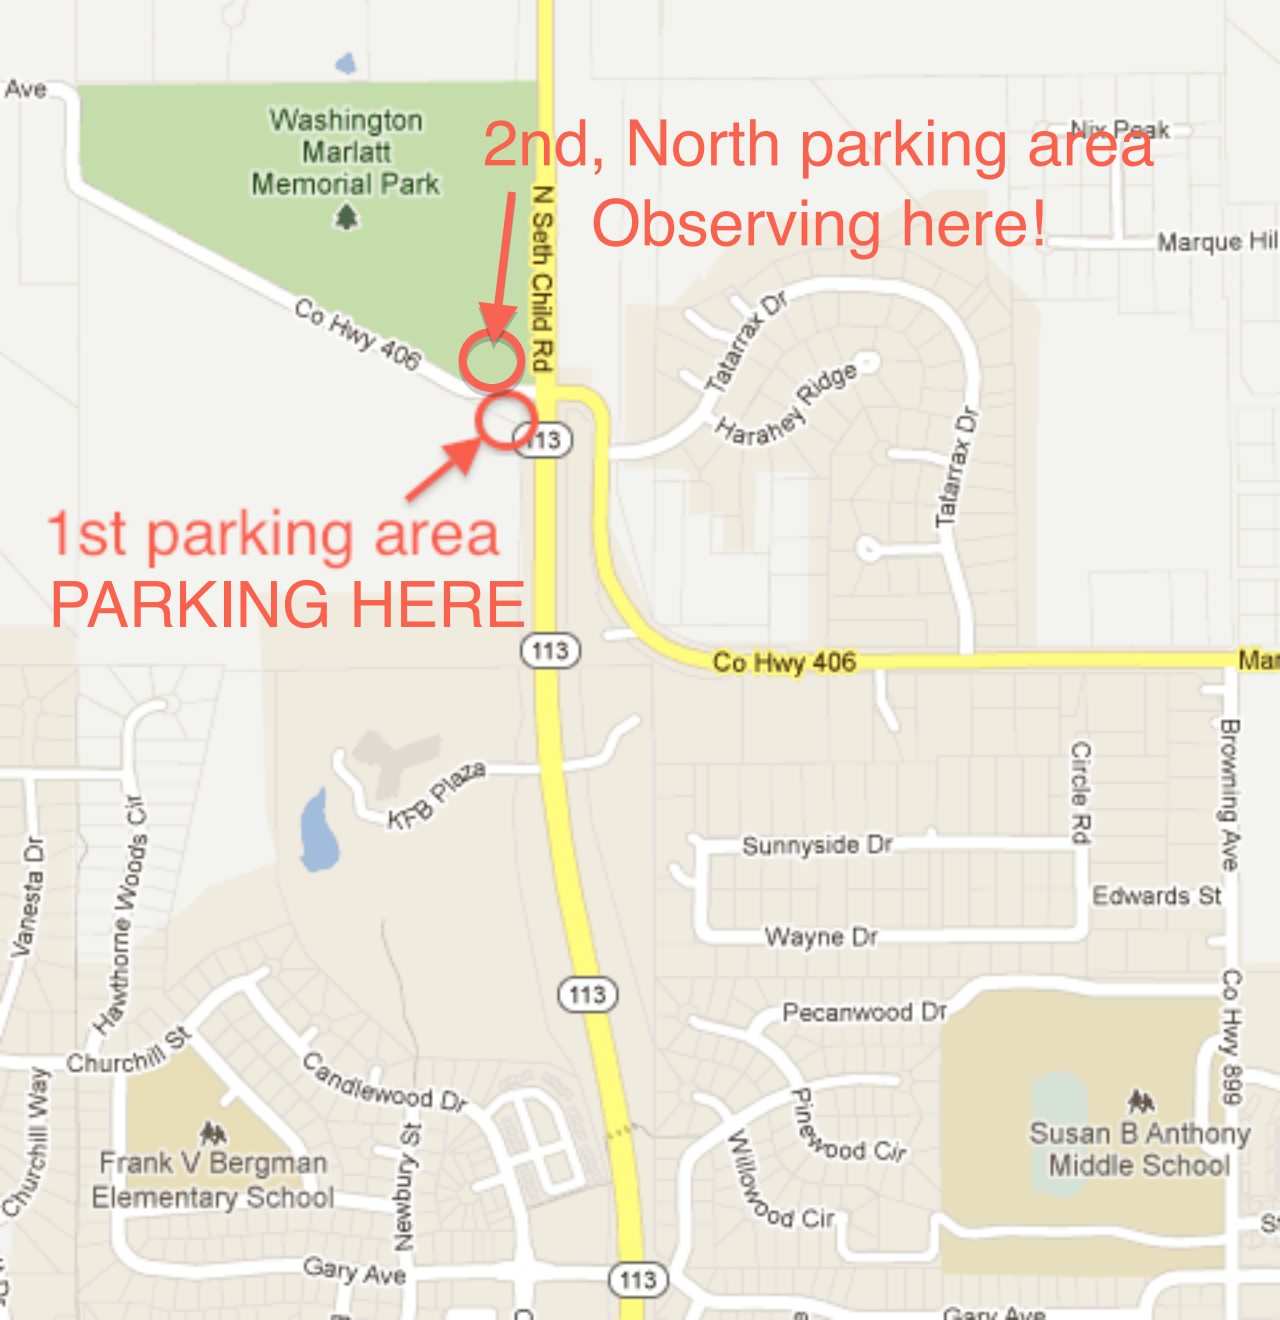 Ave
Washington
Marlatt
Memorial Park
2nd, North parking area
Observing here!
Nix Peak
Marque Hil
N Seth Child Rd
Co Hwy 406
Tatarrax Dr
Harahey Ridge
Tatarrax Dr
113
1st parking area
PARKING HERE
113
Co Hwy 406
Mar
KFB Plaza
Hawthorne Woods Cir
Vanesta Dr
Circle Rd
Browning Ave
Sunnyside Dr
Edwards St
Wayne Dr
113
Pecanwood Dr
Co Hwy 899
Churchill St
Churchill Way
Candlewood Dr
Newbury St
Pinewood Cir
Willowood Cir
Frank V Bergman
Elementary School
Susan B Anthony
Middle School
St
Gary Ave
113
Gary Ave